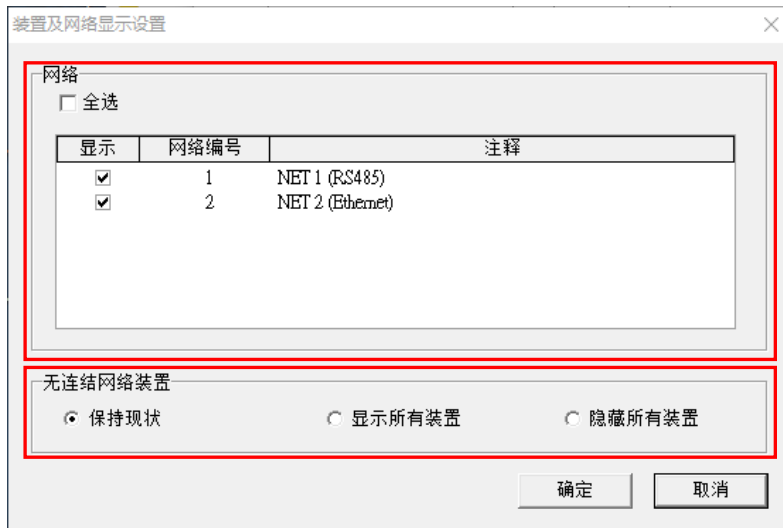 装置及网络显示设置
网络
全选
显示 网络编号 注释
1 NET 1 (RS485)
2 NET 2 (Ethernet)
无连结网络装置
保持现状 显示所有装置 隐藏所有装置
确定 取消